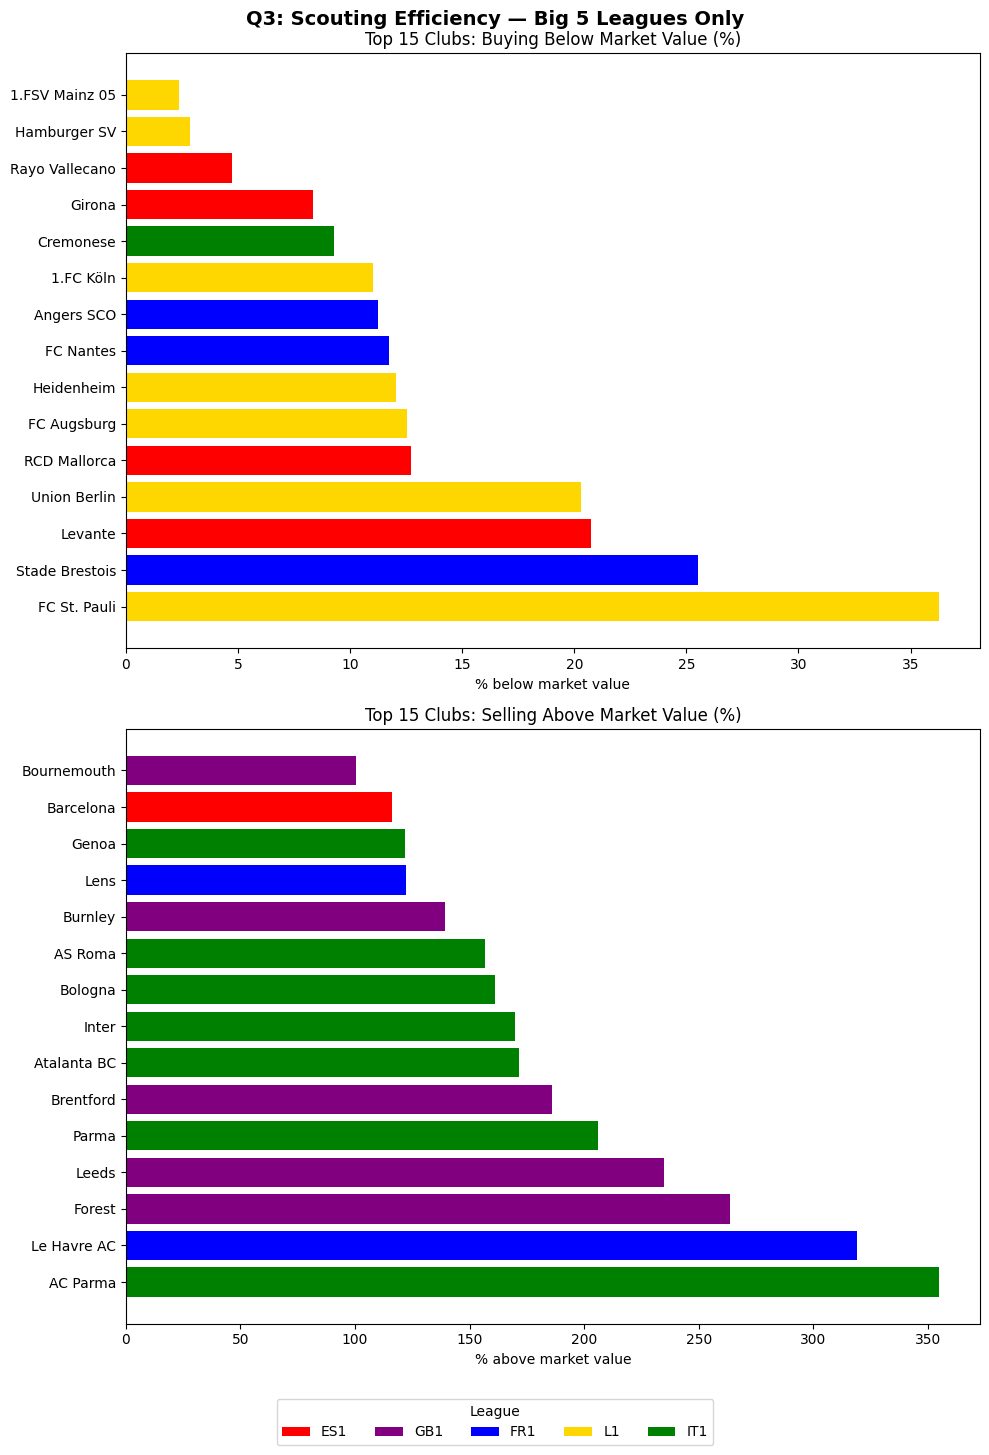 Q3: Scouting Efficiency — Big 5 Leagues Only
Top 15 Clubs: Buying Below Market Value (%)
1.FSV Mainz 05
Hamburger SV
Rayo Vallecano
Girona
Cremonese
1.FC Köln
Angers SCO
FC Nantes
Heidenheim
FC Augsburg
RCD Mallorca
Union Berlin
Levante
Stade Brestois
FC St. Pauli
0 5 10 15 20 25 30 35
% below market value
Top 15 Clubs: Selling Above Market Value (%)
Bournemouth
Barcelona
Genoa
Lens
Burnley
AS Roma
Bologna
Inter
Atalanta BC
Brentford
Parma
Leeds
Forest
Le Havre AC
AC Parma
0 50 100 150 200 250 300 350
% above market value
League
ES1 GB1 FR1 L1 IT1